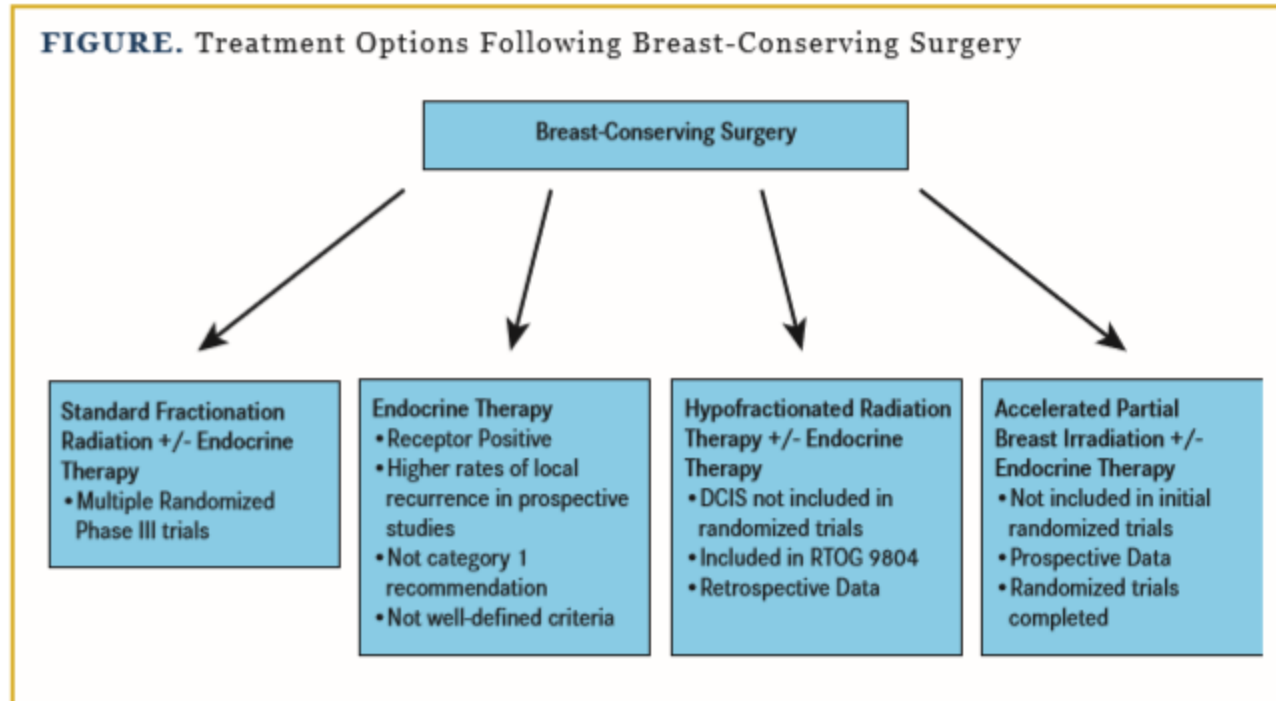 FIGURE. Treatment Options Following Breast-Conserving Surgery
Breast-Conserving Surgery
Standard Fractionation
Radiation +/- Endocrine
Therapy
•Multiple Randomized
Phase III trials
Endocrine Therapy
•Receptor Positive
•Higher rates of local
recurrence in prospective
studies
•Not category 1
recommendation
•Not well-defined criteria
Hypofractionated Radiation
Therapy +/- Endocrine
Therapy
•DCIS not included in
randomized trials
•Included in RTOG 9804
•Retrospective Data
Accelerated Partial
Breast Irradiation +/-
Endocrine Therapy
•Not included in initial
randomized trials
•Prospective Data
•Randomized trials
completed